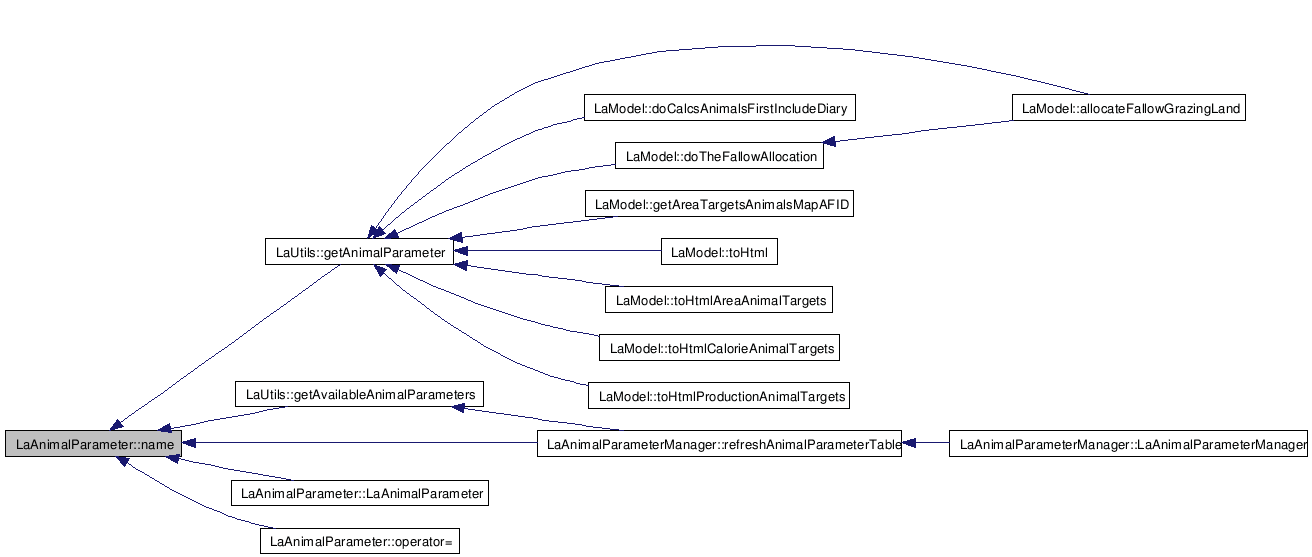 LaModel::doCalcsAnimalsFirstIncludeDiary
LaModel::allocateFallowGrazingLand
LaModel::doTheFallowAllocation
LaModel::getAreaTargetsAnimalsMapAFID
LaUtils::getAnimalParameter
LaModel::toHtml
LaModel::toHtmlAreaAnimalTargets
LaModel::toHtmlCalorieAnimalTargets
LaUtils::getAvailableAnimalParameters
LaModel::toHtmlProductionAnimalTargets
LaAnimalParameter::name
LaAnimalParameterManager::refreshAnimalParameterTable
LaAnimalParameterManager::LaAnimalParameterManager
LaAnimalParameter::LaAnimalParameter
LaAnimalParameter::operator=